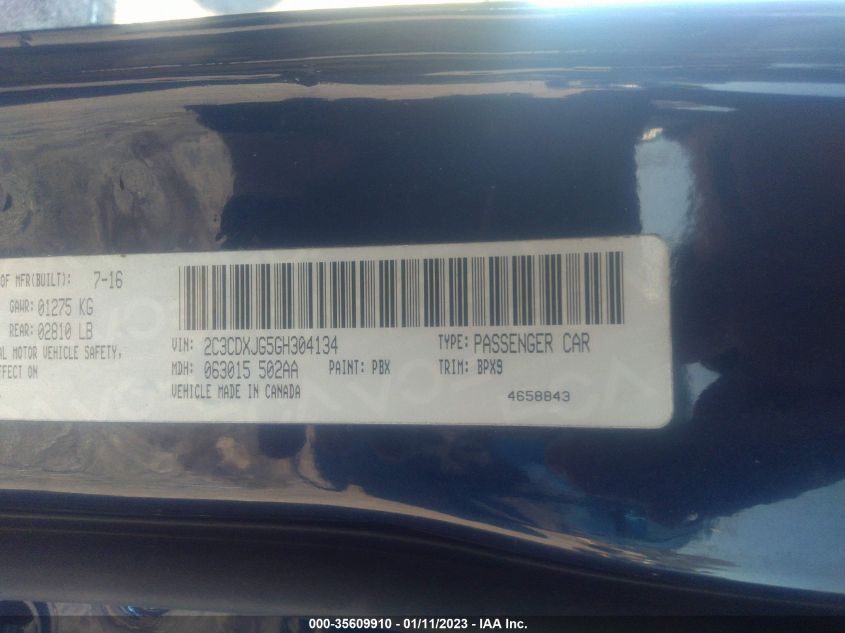 OF MFR(BUILT): 7-16
GAWR: 01275 KG
REAR: 02810 LB
AL MOTOR VEHICLE SAFETY,
FFECT ON
VIN: 2C3CDXJG5GH304134 TYPE: PASSENGER CAR
MDH: 063015 502AA PAINT: PBX TRIM: BPX9
VEHICLE MADE IN CANADA 4658843
000-35609910 - 01/11/2023 - IAA Inc.